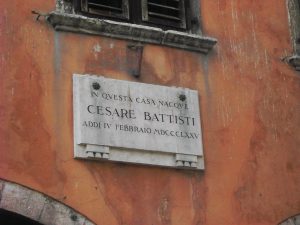 IN QUESTA CASA NACQUE
CESARE BATTISTI
ADDI IV FEBBRAIO MDCCCLXXV